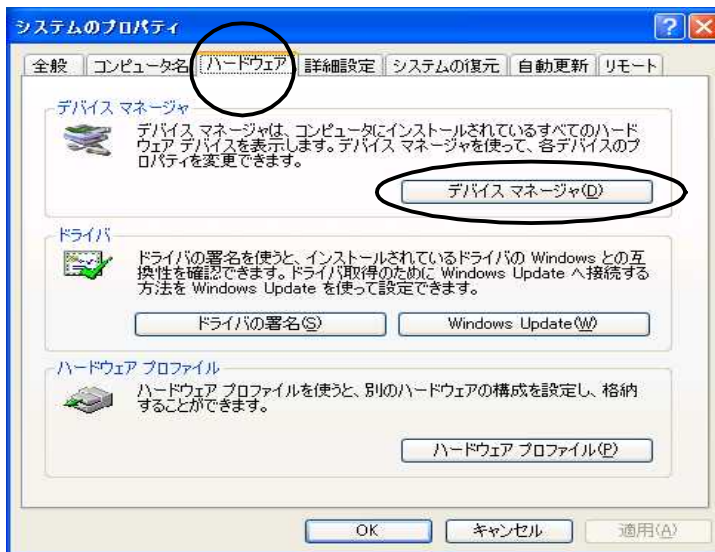 システムのプロパティ
全般 コンピュータ名 ハードウェア 詳細設定 システムの復元 自動更新 リモート
デバイス マネージャ
デバイス マネージャは、コンピュータにインストールされているすべてのハード
ウェア デバイスを表示します。デバイス マネージャを使って、各デバイスのプ
ロパティを変更できます。
デバイス マネージャ(D)
ドライバ
ドライバの署名を使うと、インストールされているドライバの Windows との互
換性を確認できます。ドライバ取得のために Windows Update へ接続する
方法を Windows Update を使って設定できます。
ドライバの署名(S) Windows Update(W)
ハードウェア プロファイル
ハードウェア プロファイルを使うと、別のハードウェアの構成を設定し、格納
することができます。
ハードウェア プロファイル(P)
OK キャンセル 適用(A)